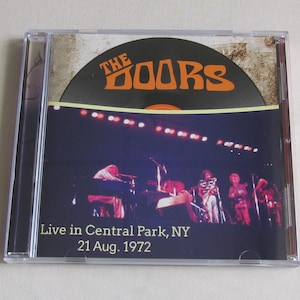 THE
DOORS
Live in Central Park, NY
21 Aug. 1972